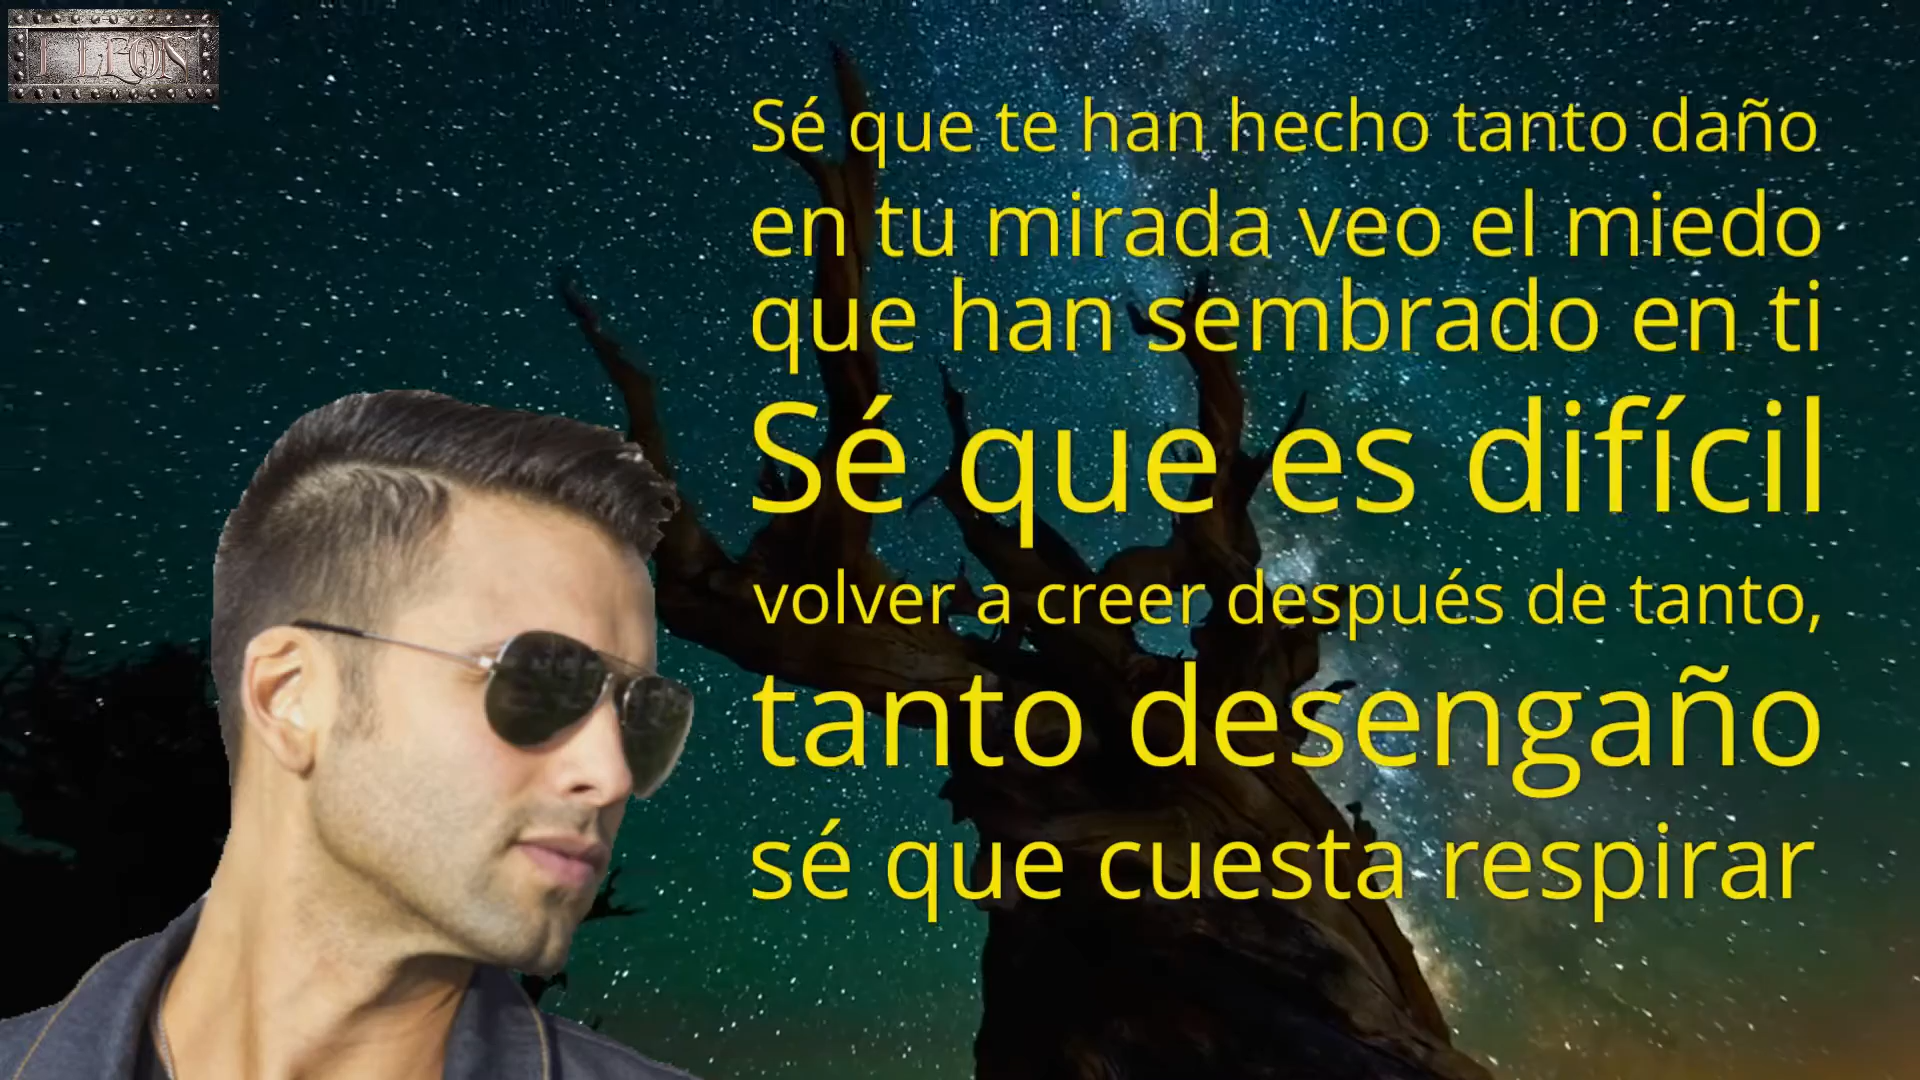 Sé que te han hecho tanto daño
en tu mirada veo el miedo
que han sembrado en ti
Sé que es difícil
volver a creer después de tanto,
tanto desengaño
sé que cuesta respirar